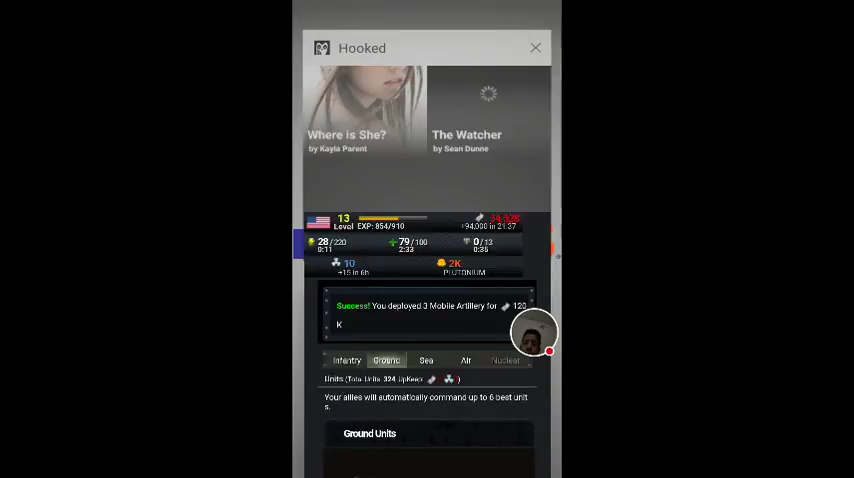 Hooked
Where is She?
by Kayla Parent
The Watcher
by Sean Dunne
13
Level EXP: 854/910
+94,000 in 21:37
28/220
0:11
79/100
2:33
0/13
0:35
10
+15 in 6h
2K
PLUTONIUM
Success! You deployed 3 Mobile Artillery for 120
K
Infantry Ground Sea Air Nuclear
Units (Total Units 324 UpKeep: )
Your allies will automatically command up to 6 best unit
s.
Ground Units